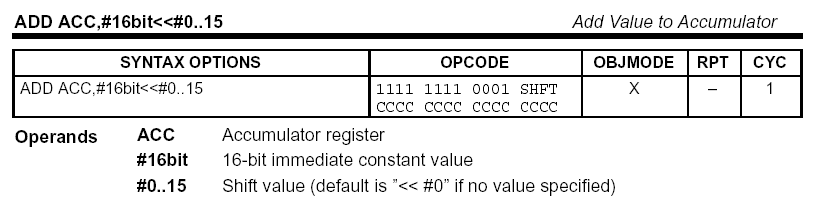 ADD ACC,#16bit<<#0..15 Add Value to Accumulator
SYNTAX OPTIONS OPCODE OBJMODE RPT CYC
ADD ACC,#16bit<<#0..15 1111 1111 0001 SHFT X – 1
CCCC CCCC CCCC CCCC
Operands ACC Accumulator register
#16bit 16-bit immediate constant value
#0..15 Shift value (default is ”<< #0” if no value specified)